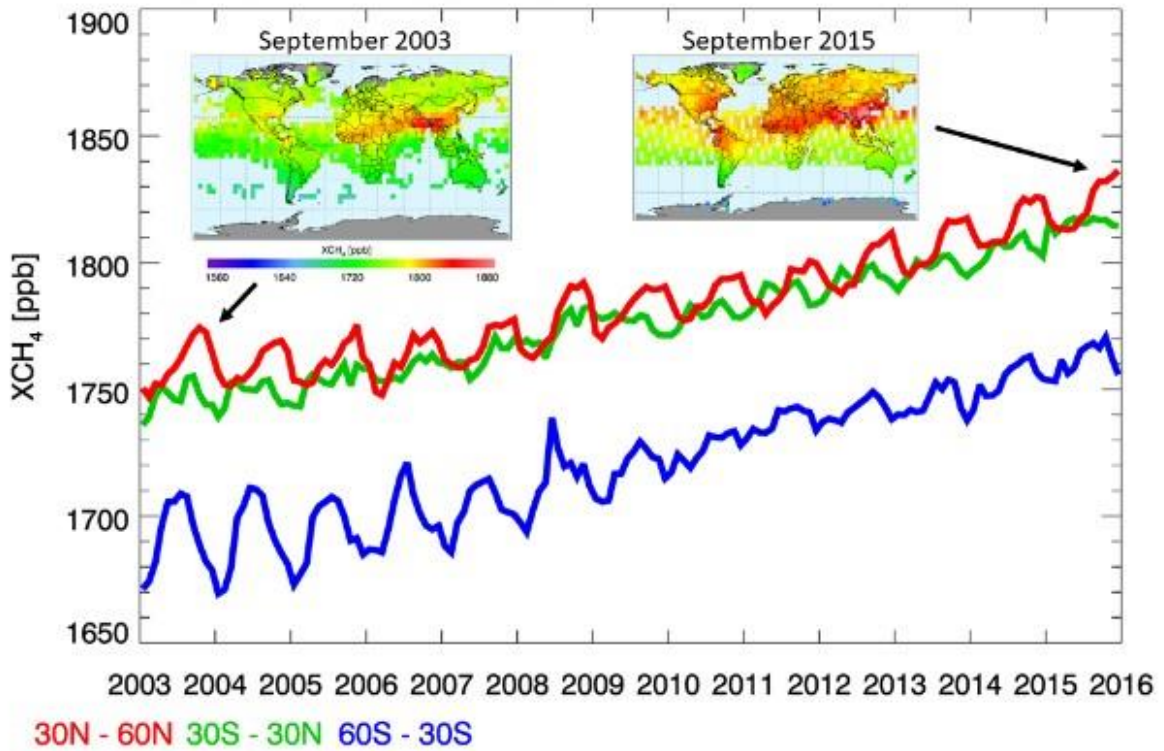 1900
1850
1800
1750
1700
1650
XCH₄ [ppb]
September 2003
September 2015
XCH₄ [ppb]
1560 1640 1720 1800 1880
2003 2004 2005 2006 2007 2008 2009 2010 2011 2012 2013 2014 2015 2016
30N - 60N 30S - 30N 60S - 30S